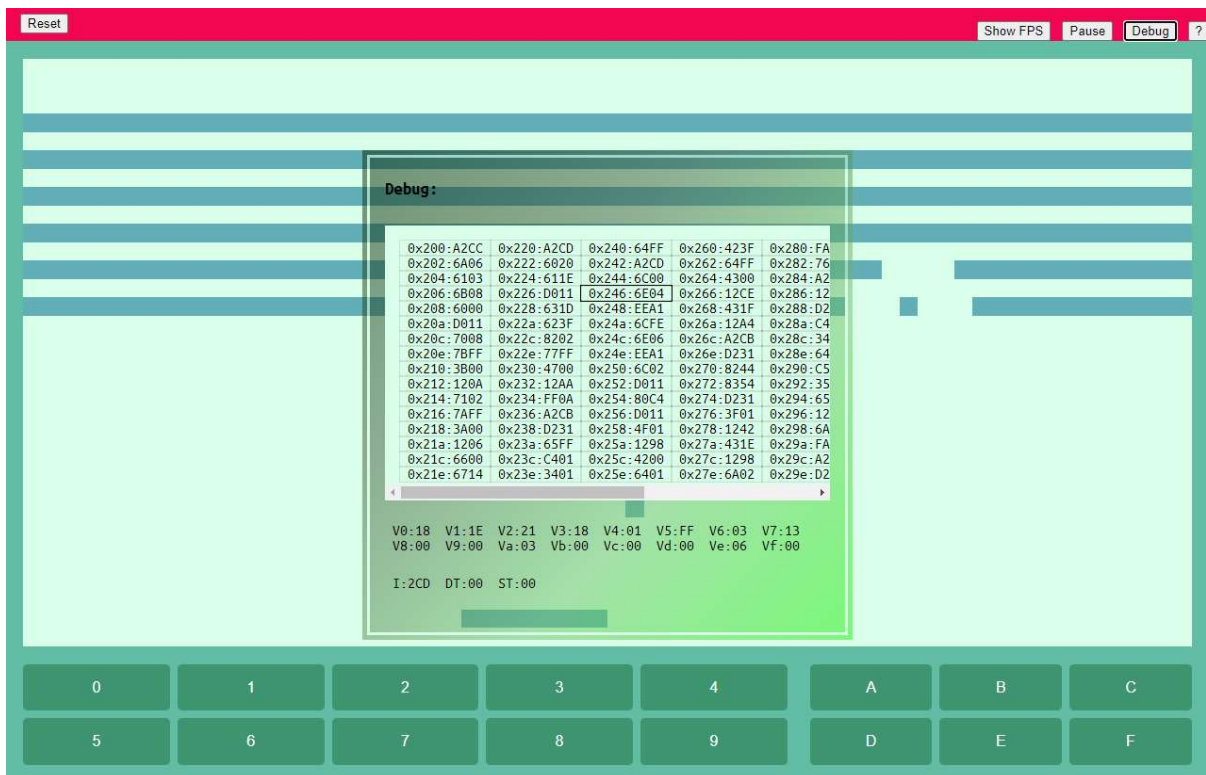 Reset
Show FPS Pause Debug ?
Debug:
0x200:A2CC 0x220:A2CD 0x240:64FF 0x260:423F 0x280:FA
0x202:6A06 0x222:6020 0x242:A2CD 0x262:64FF 0x282:76
0x204:6103 0x224:611E 0x244:6C00 0x264:4300 0x284:A2
0x206:6B08 0x226:D011 0x246:6E04 0x266:12CE 0x286:12
0x208:6000 0x228:631D 0x248:EEA1 0x268:431F 0x288:D2
0x20a:D011 0x22a:623F 0x24a:6CFE 0x26a:12A4 0x28a:C4
0x20c:7008 0x22c:8202 0x24c:6E06 0x26c:A2CB 0x28c:34
0x20e:7BFF 0x22e:77FF 0x24e:EEA1 0x26e:D231 0x28e:64
0x210:3B00 0x230:4700 0x250:6C02 0x270:8244 0x290:C5
0x212:120A 0x232:12AA 0x252:D011 0x272:8354 0x292:35
0x214:7102 0x234:FF0A 0x254:80C4 0x274:D231 0x294:65
0x216:7AFF 0x236:A2CB 0x256:D011 0x276:3F01 0x296:12
0x218:3A00 0x238:D231 0x258:4F01 0x278:1242 0x298:6A
0x21a:1206 0x23a:65FF 0x25a:1298 0x27a:431E 0x29a:FA
0x21c:6600 0x23c:C401 0x25c:4200 0x27c:1298 0x29c:A2
0x21e:6714 0x23e:3401 0x25e:6401 0x27e:6A02 0x29e:D2
V0:18 V1:1E V2:21 V3:18 V4:01 V5:FF V6:03 V7:13
V8:00 V9:00 Va:03 Vb:00 Vc:00 Vd:00 Ve:06 Vf:00
I:2CD DT:00 ST:00
0 1 2 3 4 A B C
5 6 7 8 9 D E F